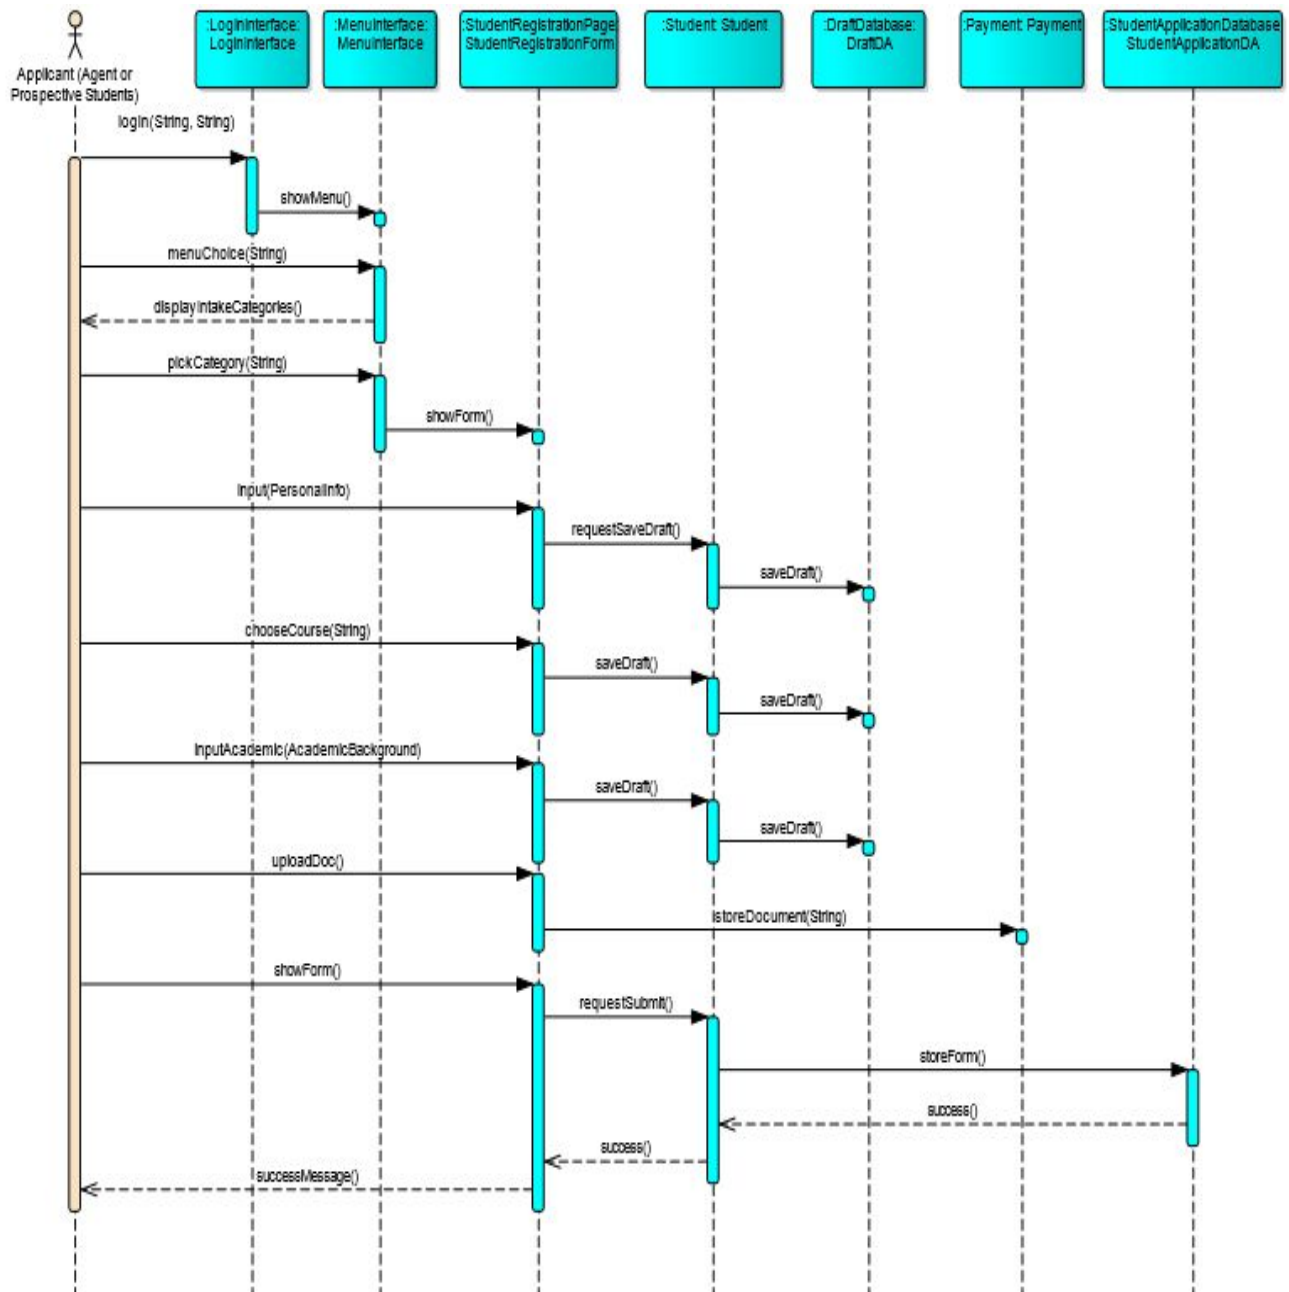 :LoginInterface:
LoginInterface
:MenuInterface:
MenuInterface
:StudentRegistrationPage:
StudentRegistrationForm
:Student: Student
:DraftDatabase:
DraftDA
:Payment: Payment
:StudentApplicationDatabase
StudentApplicationDA
Applicant (Agent or
Prospective Students)
login(String, String)
showMenu()
menuChoice(String)
displayIntakeCategories()
pickCategory(String)
showForm()
input(PersonalInfo)
requestSaveDraft()
saveDraft()
chooseCourse(String)
saveDraft()
saveDraft()
inputAcademic(AcademicBackground)
saveDraft()
saveDraft()
uploadDoc()
istoreDocument(String)
showForm()
requestSubmit()
storeForm()
success()
success()
successMessage()